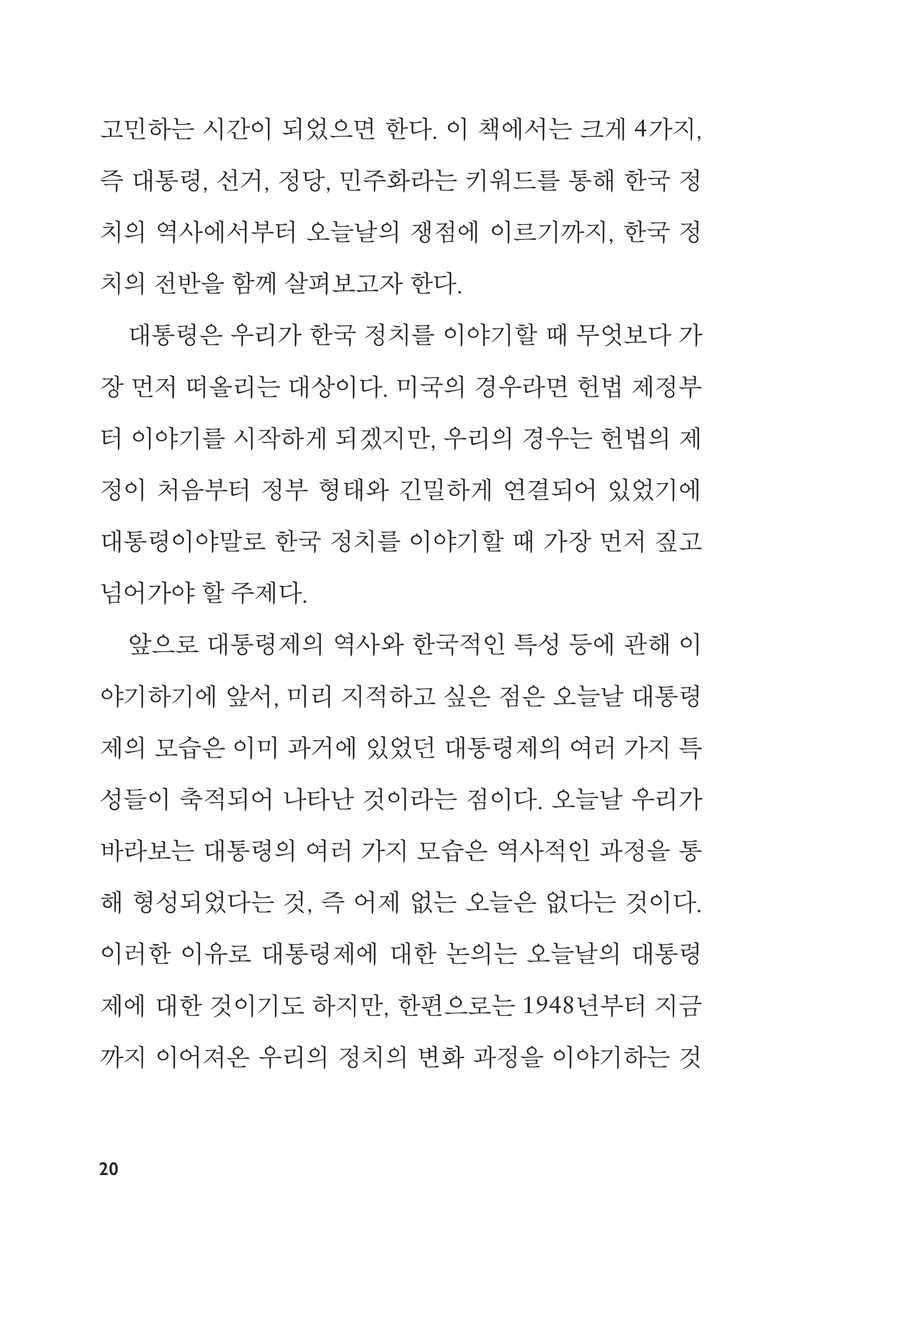 고민하는 시간이 되었으면 한다. 이 책에서는 크게 4가지,
즉 대통령, 선거, 정당, 민주화라는 키워드를 통해 한국 정
치의 역사에서부터 오늘날의 쟁점에 이르기까지, 한국 정
치의 전반을 함께 살펴보고자 한다.
대통령은 우리가 한국 정치를 이야기할 때 무엇보다 가
장 먼저 떠올리는 대상이다. 미국의 경우라면 헌법 제정부
터 이야기를 시작하게 되겠지만, 우리의 경우는 헌법의 제
정이 처음부터 정부 형태와 긴밀하게 연결되어 있었기에
대통령이야말로 한국 정치를 이야기할 때 가장 먼저 짚고
넘어가야 할 주제다.
앞으로 대통령제의 역사와 한국적인 특성 등에 관해 이
야기하기에 앞서, 미리 지적하고 싶은 점은 오늘날 대통령
제의 모습은 이미 과거에 있었던 대통령제의 여러 가지 특
성들이 축적되어 나타난 것이라는 점이다. 오늘날 우리가
바라보는 대통령의 여러 가지 모습은 역사적인 과정을 통
해 형성되었다는 것, 즉 어제 없는 오늘은 없다는 것이다.
이러한 이유로 대통령제에 대한 논의는 오늘날의 대통령
제에 대한 것이기도 하지만, 한편으로는 1948년부터 지금
까지 이어져온 우리의 정치의 변화 과정을 이야기하는 것
20